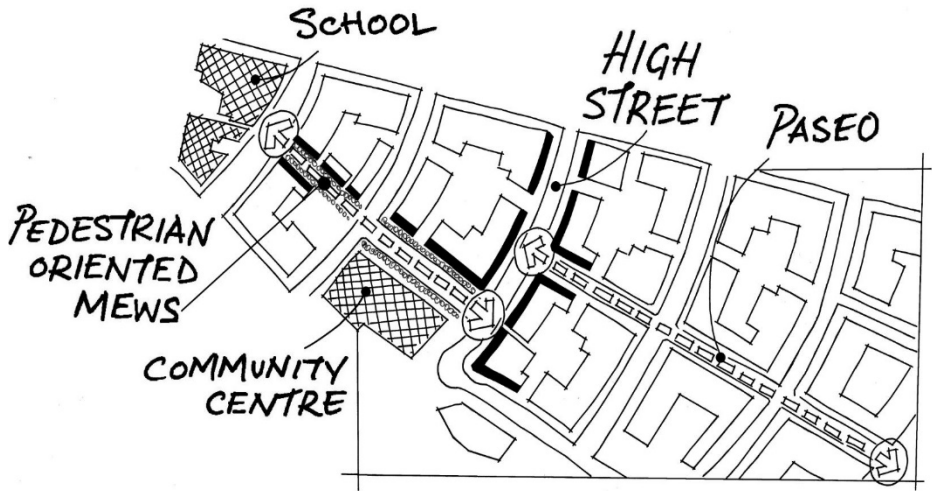 SCHOOL
HIGH
STREET
PASEO
PEDESTRIAN
ORIENTED
MEWS
COMMUNITY
CENTRE